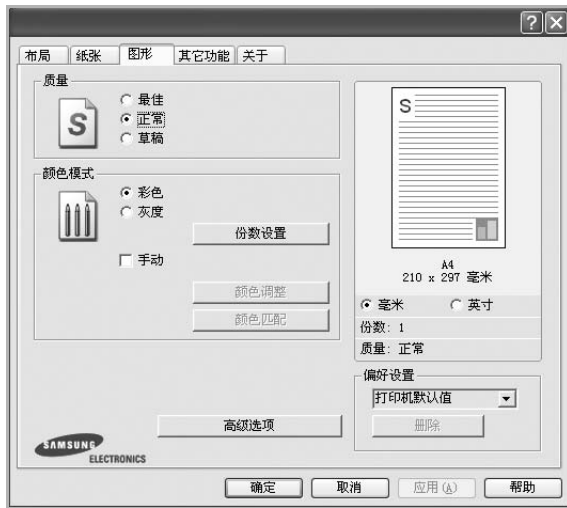 布局 纸张 图形 其它功能 关于
质量
S
最佳
正常
草稿
颜色模式
彩色
灰度
份数设置
手动
颜色调整
颜色匹配
高级选项
SAMSUNG
ELECTRONICS
S
A4
210 x 297 毫米
毫米 英寸
份数: 1
质量: 正常
偏好设置
打印机默认值
删除
确定 取消 应用(A) 帮助